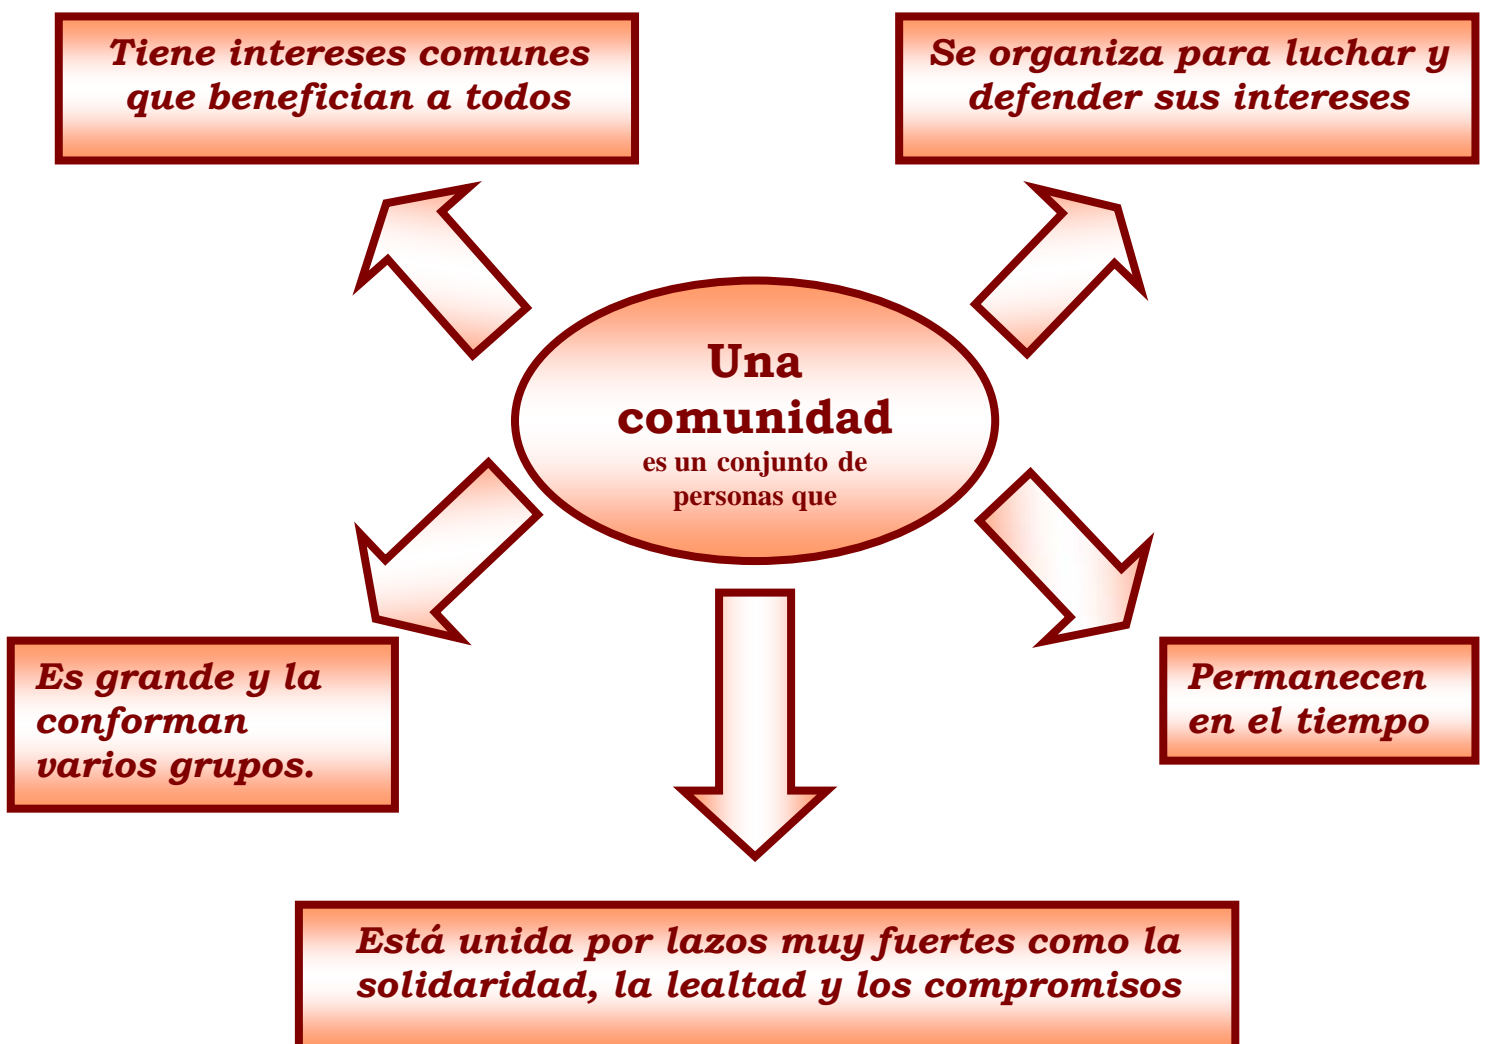 Tiene intereses comunes
que benefician a todos
Se organiza para luchar y
defender sus intereses
Una
comunidad
es un conjunto de
personas que
Es grande y la
conforman
varios grupos.
Permanecen
en el tiempo
Está unida por lazos muy fuertes como la
solidaridad, la lealtad y los compromisos